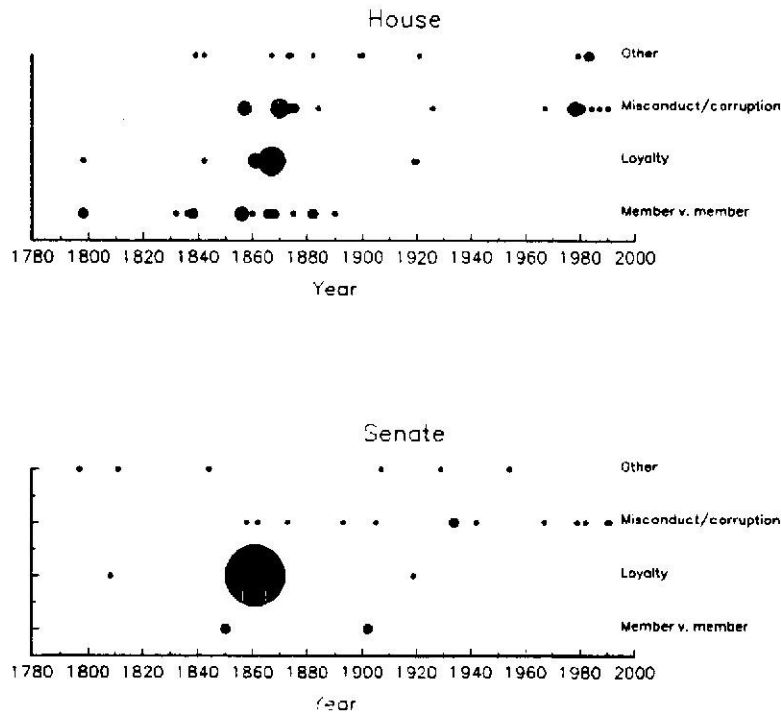 House
Other
Misconduct/corruption
Loyalty
Member v. member
1780 1800 1820 1840 1860 1880 1900 1920 1940 1960 1980 2000
Year
Senate
Other
Misconduct/corruption
Loyalty
Member v. member
1780 1800 1820 1840 1860 1880 1900 1920 1940 1960 1980 2000
Year